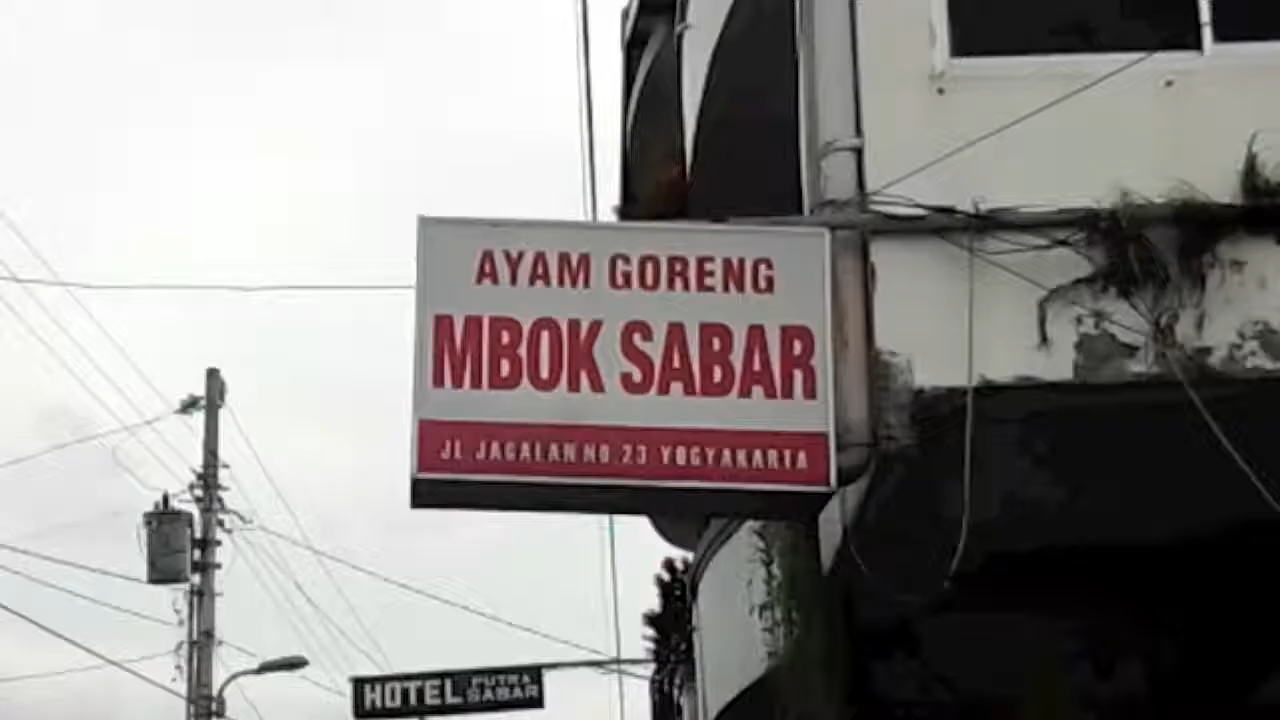 AYAM GORENG
MBOK SABAR
JL JAGALAN NO 23 YOGYAKARTA
HOTEL PUTRA SABAR